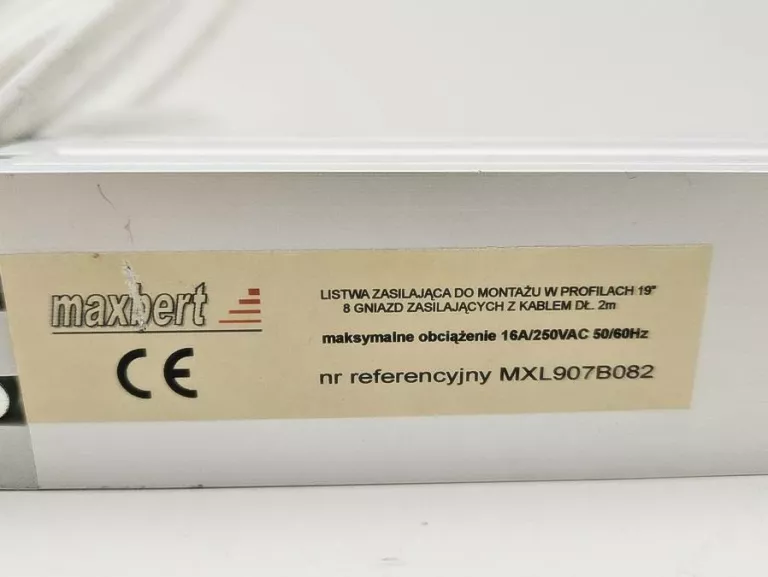 maxbert
CE
LISTWA ZASILAJĄCA DO MONTAŻU W PROFILACH 19"
8 GNIAZD ZASILAJĄCYCH Z KABLEM DŁ. 2m
maksymalne obciążenie 16A/250VAC 50/60Hz
nr referencyjny MXL907B082